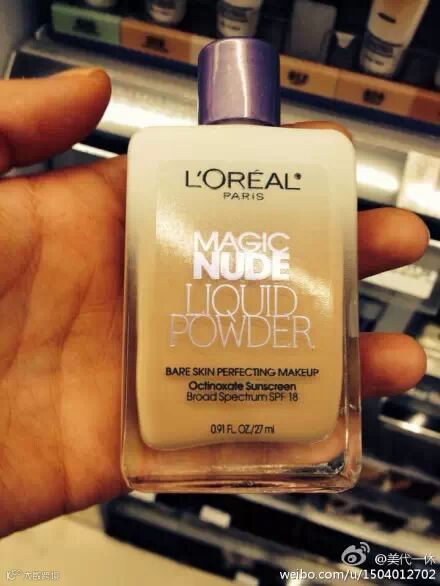 L'ORÉAL
PARIS
MAGIC
NUDE
LIQUID
POWDER
BARE SKIN PERFECTING MAKEUP
Octinoxate Sunscreen
Broad Spectrum SPF 18
0.91 FL. OZ./27 ml
@美代一休
weibo.com/u/1504012702